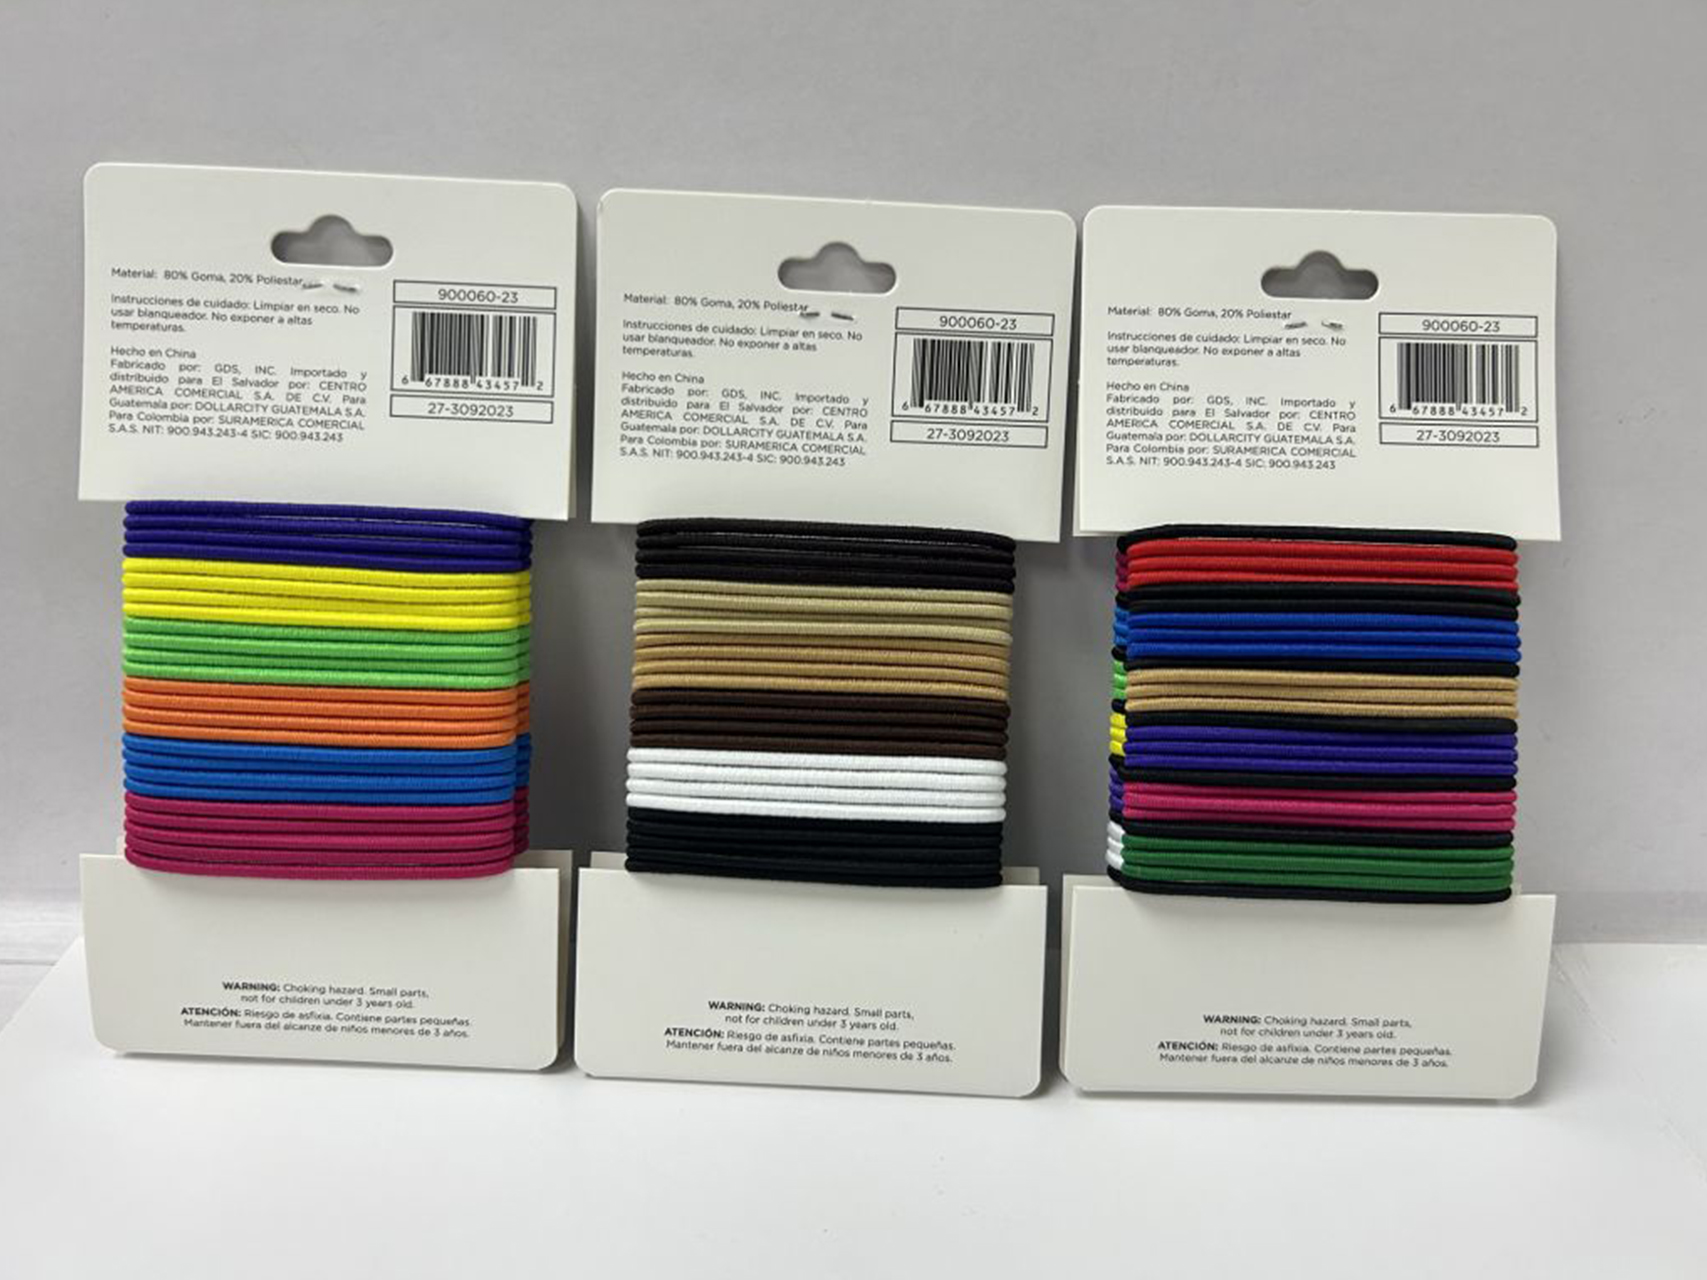 Material: 80% Goma, 20% Poliestar
Instrucciones de cuidado: Limpiar en seco. No
usar blanqueador. No exponer a altas
temperaturas.
Hecho en China
Fabricado por: GDS, INC. Importado y
distribuido para El Salvador por: CENTRO
AMERICA COMERCIAL S.A. DE C.V. Para
Guatemala por: DOLLARCITY GUATEMALA S.A.
Para Colombia por: SURAMERICA COMERCIAL
S.A.S. NIT: 900.943.243-4 SIC: 900.943.243
900060-23
6 67888 43457 2
27-3092023
WARNING: Choking hazard. Small parts,
not for children under 3 years old.
ATENCIÓN: Riesgo de asfixia. Contiene partes pequeñas.
Mantener fuera del alcance de niños menores de 3 años.
Material: 80% Goma, 20% Poliestar
Instrucciones de cuidado: Limpiar en seco. No
usar blanqueador. No exponer a altas
temperaturas.
Hecho en China
Fabricado por: GDS, INC. Importado y
distribuido para El Salvador por: CENTRO
AMERICA COMERCIAL S.A. DE C.V. Para
Guatemala por: DOLLARCITY GUATEMALA S.A.
Para Colombia por: SURAMERICA COMERCIAL
S.A.S. NIT: 900.943.243-4 SIC: 900.943.243
900060-23
6 67888 43457 2
27-3092023
WARNING: Choking hazard. Small parts,
not for children under 3 years old.
ATENCIÓN: Riesgo de asfixia. Contiene partes pequeñas.
Mantener fuera del alcance de niños menores de 3 años.
Material: 80% Goma, 20% Poliestar
Instrucciones de cuidado: Limpiar en seco. No
usar blanqueador. No exponer a altas
temperaturas.
Hecho en China
Fabricado por: GDS, INC. Importado y
distribuido para El Salvador por: CENTRO
AMERICA COMERCIAL S.A. DE C.V. Para
Guatemala por: DOLLARCITY GUATEMALA S.A.
Para Colombia por: SURAMERICA COMERCIAL
S.A.S. NIT: 900.943.243-4 SIC: 900.943.243
900060-23
6 67888 43457 2
27-3092023
WARNING: Choking hazard. Small parts,
not for children under 3 years old.
ATENCIÓN: Riesgo de asfixia. Contiene partes pequeñas.
Mantener fuera del alcance de niños menores de 3 años.